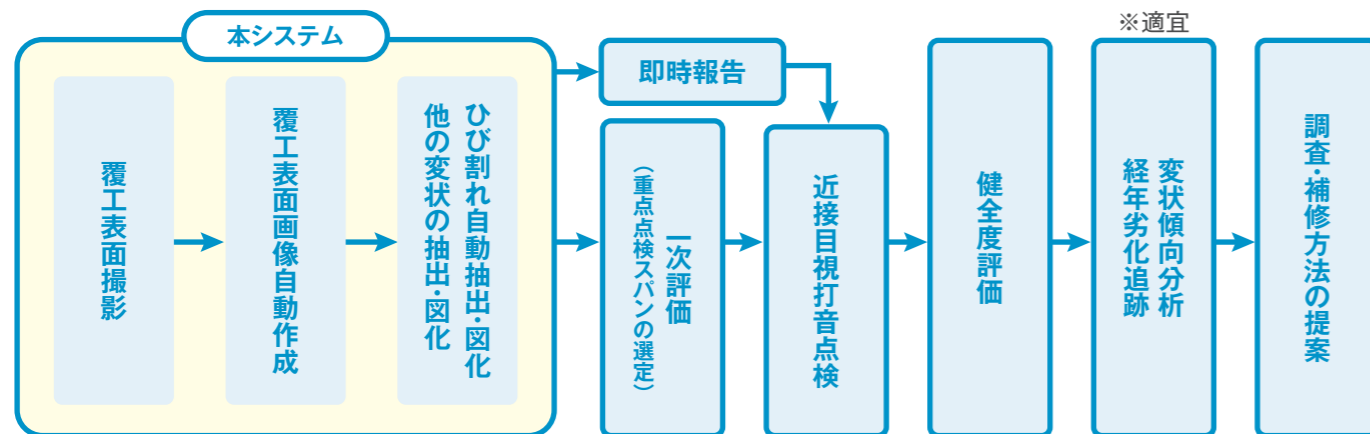 本システム
覆工表面撮影
覆工表面画像自動作成
ひび割れ自動抽出・図化
他の変状の抽出・図化
即時報告
一次評価
（重点点検スパンの選定）
近接目視打音点検
健全度評価
※適宜
変状傾向分析
経年劣化追跡
調査・補修方法の提案